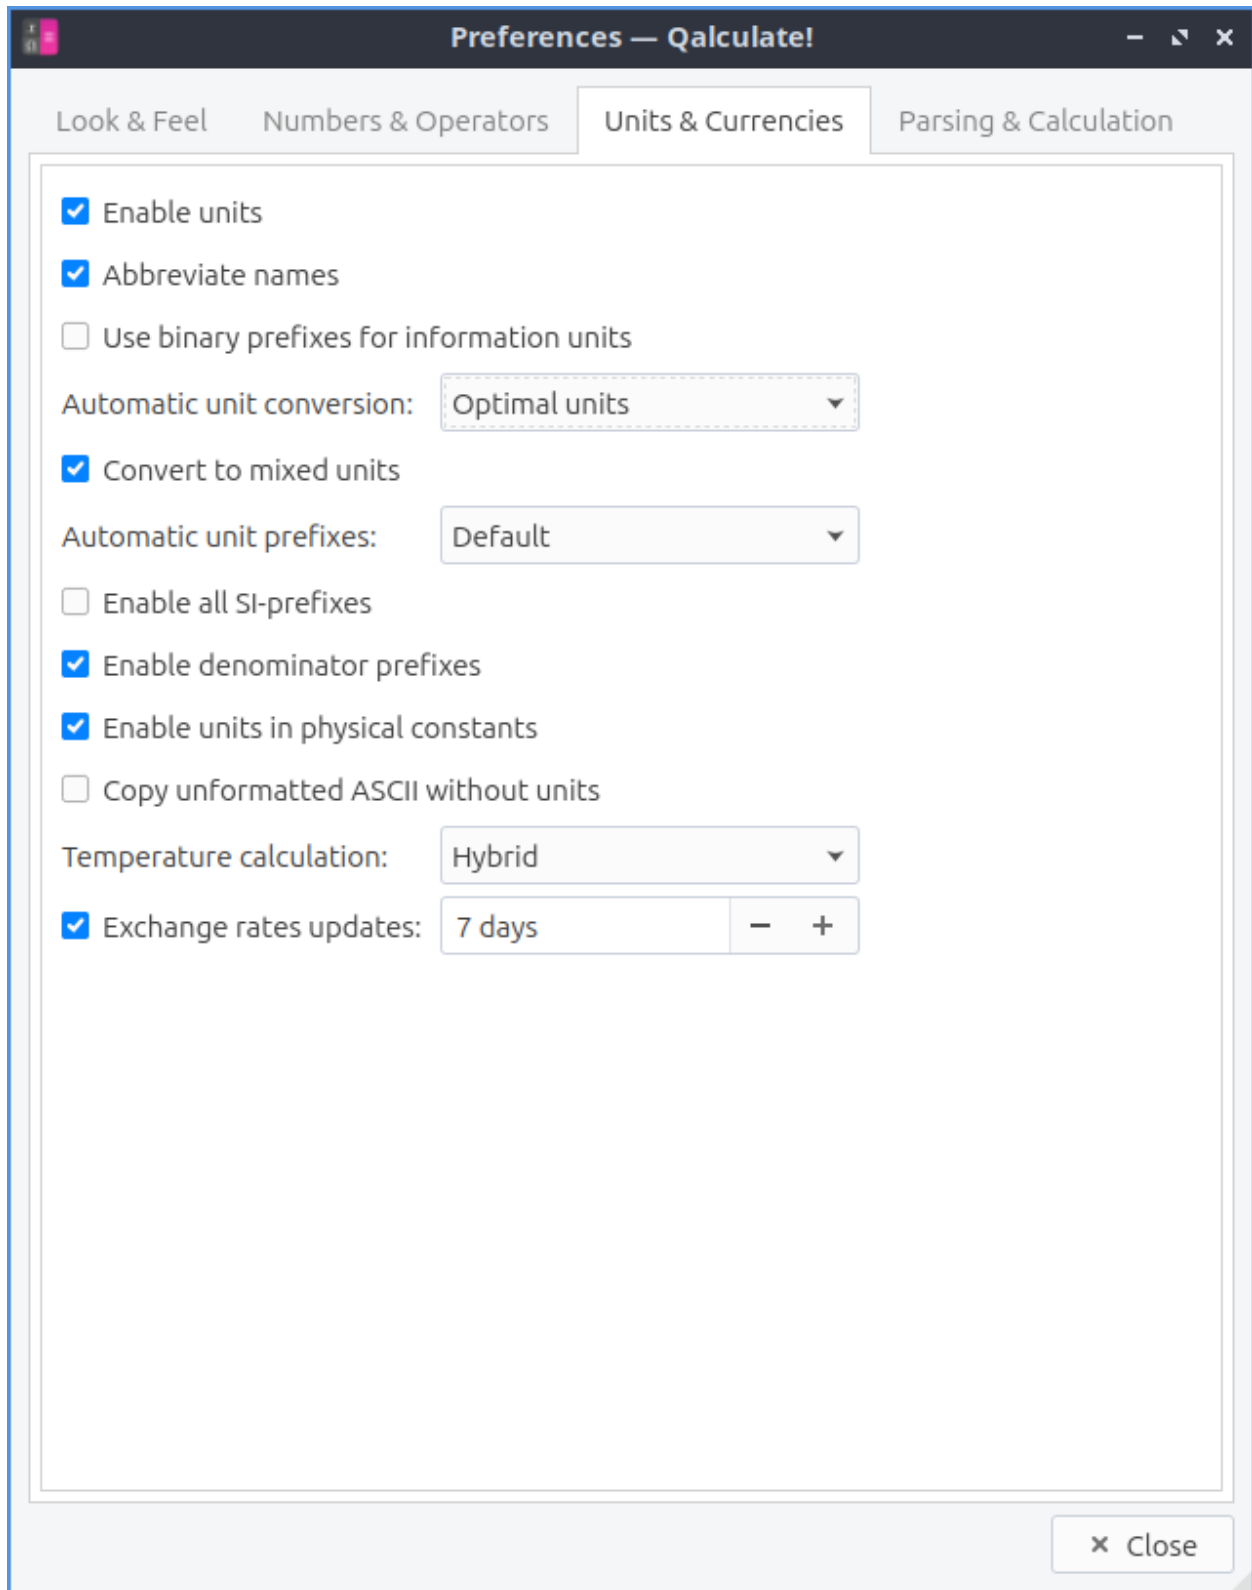 Preferences — Qalculate!
Look & Feel Numbers & Operators Units & Currencies Parsing & Calculation
Enable units
Abbreviate names
Use binary prefixes for information units
Automatic unit conversion: Optimal units
Convert to mixed units
Automatic unit prefixes: Default
Enable all SI-prefixes
Enable denominator prefixes
Enable units in physical constants
Copy unformatted ASCII without units
Temperature calculation: Hybrid
Exchange rates updates: 7 days − +
Close